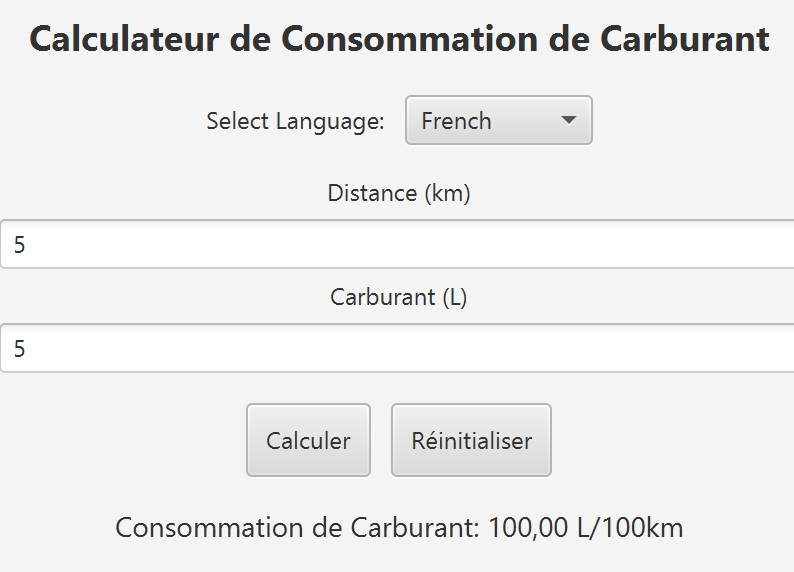 Calculateur de Consommation de Carburant
Select Language: French
Distance (km)
5
Carburant (L)
5
Calculer Réinitialiser
Consommation de Carburant: 100,00 L/100km